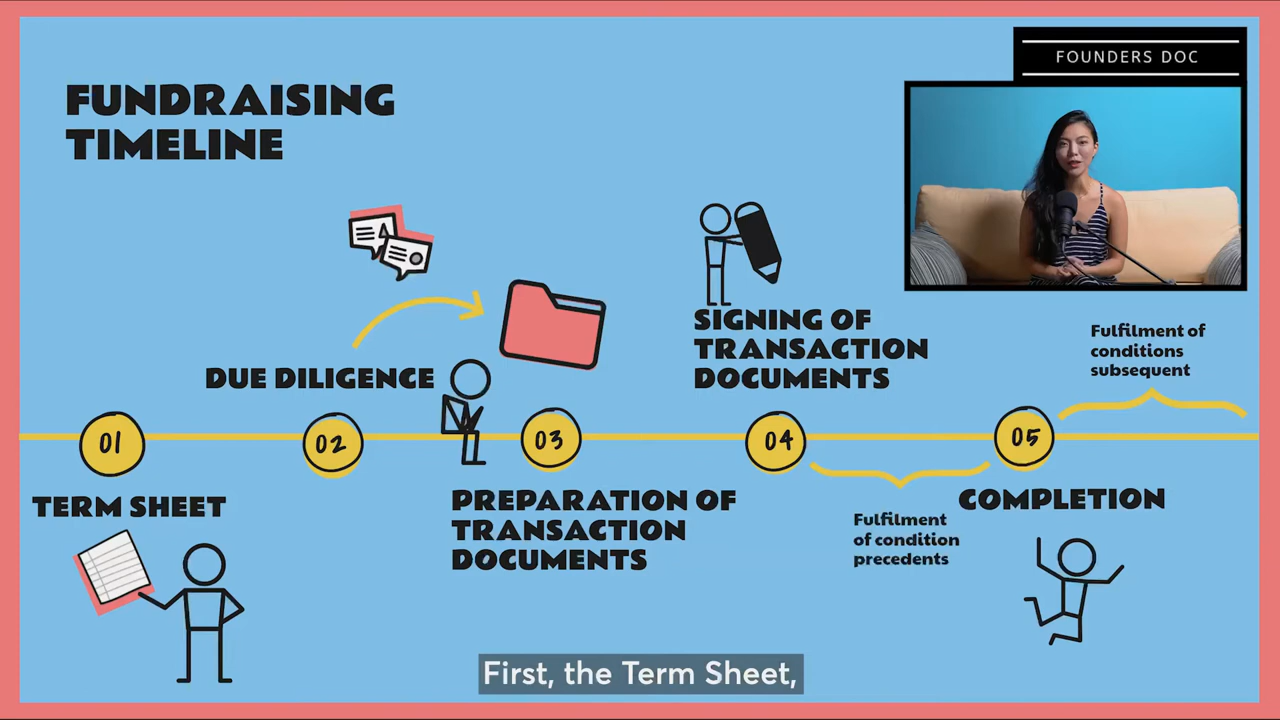 FOUNDERS DOC
FUNDRAISING
TIMELINE
SIGNING OF
TRANSACTION
DOCUMENTS
Fulfilment of
conditions
subsequent
DUE DILIGENCE
01
02
03
04
05
TERM SHEET
PREPARATION OF
TRANSACTION
DOCUMENTS
Fulfilment
of condition
precedents
COMPLETION
First, the Term Sheet,